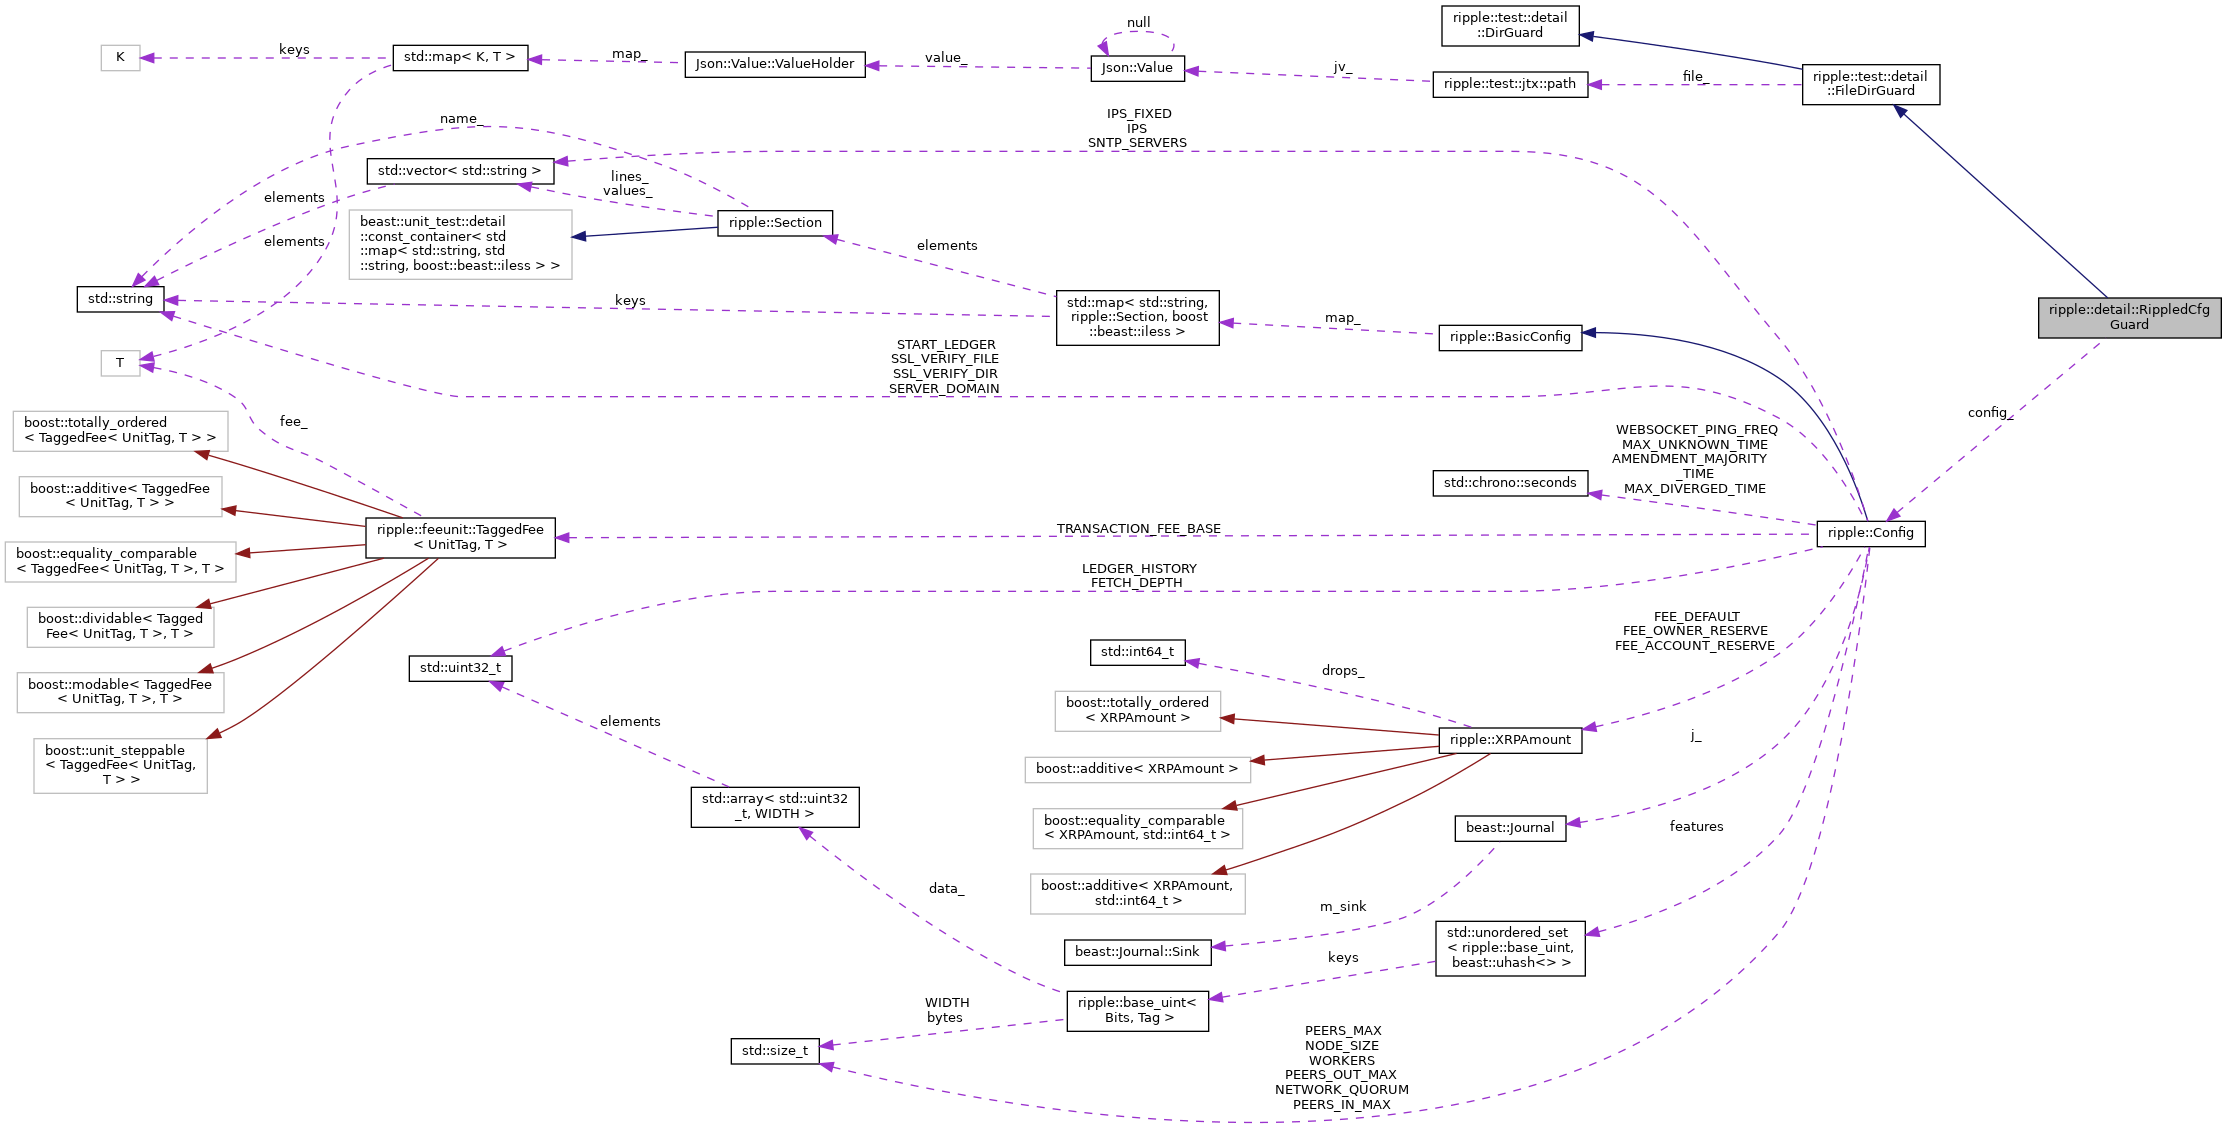 null
ripple::test::detail
::DirGuard
K
keys
std::map< K, T >
map_
Json::Value::ValueHolder
value_
Json::Value
jv_
ripple::test::jtx::path
file_
ripple::test::detail
::FileDirGuard
name_
IPS_FIXED
IPS
SNTP_SERVERS
std::vector< std::string >
lines_
values_
elements
elements
beast::unit_test::detail
::const_container< std
::map< std::string, std
::string, boost::beast::iless > >
ripple::Section
elements
std::string
keys
std::map< std::string,
ripple::Section, boost
::beast::iless >
map_
ripple::BasicConfig
ripple::detail::RippledCfg
Guard
T
START_LEDGER
SSL_VERIFY_FILE
SSL_VERIFY_DIR
SERVER_DOMAIN
config_
fee_
boost::totally_ordered
< TaggedFee< UnitTag, T > >
WEBSOCKET_PING_FREQ
MAX_UNKNOWN_TIME
AMENDMENT_MAJORITY
_TIME
MAX_DIVERGED_TIME
std::chrono::seconds
boost::additive< TaggedFee
< UnitTag, T > >
ripple::feeunit::TaggedFee
< UnitTag, T >
TRANSACTION_FEE_BASE
ripple::Config
boost::equality_comparable
< TaggedFee< UnitTag, T >, T >
LEDGER_HISTORY
FETCH_DEPTH
boost::dividable< Tagged
Fee< UnitTag, T >, T >
FEE_DEFAULT
FEE_OWNER_RESERVE
FEE_ACCOUNT_RESERVE
std::uint32_t
std::int64_t
drops_
boost::modable< TaggedFee
< UnitTag, T >, T >
boost::totally_ordered
< XRPAmount >
elements
ripple::XRPAmount
j_
boost::unit_steppable
< TaggedFee< UnitTag,
T > >
boost::additive< XRPAmount >
std::array< std::uint32
_t, WIDTH >
boost::equality_comparable
< XRPAmount, std::int64_t >
beast::Journal
features
data_
boost::additive< XRPAmount,
std::int64_t >
m_sink
beast::Journal::Sink
std::unordered_set
< ripple::base_uint,
beast::uhash<> >
keys
WIDTH
bytes
ripple::base_uint<
Bits, Tag >
std::size_t
PEERS_MAX
NODE_SIZE
WORKERS
PEERS_OUT_MAX
NETWORK_QUORUM
PEERS_IN_MAX